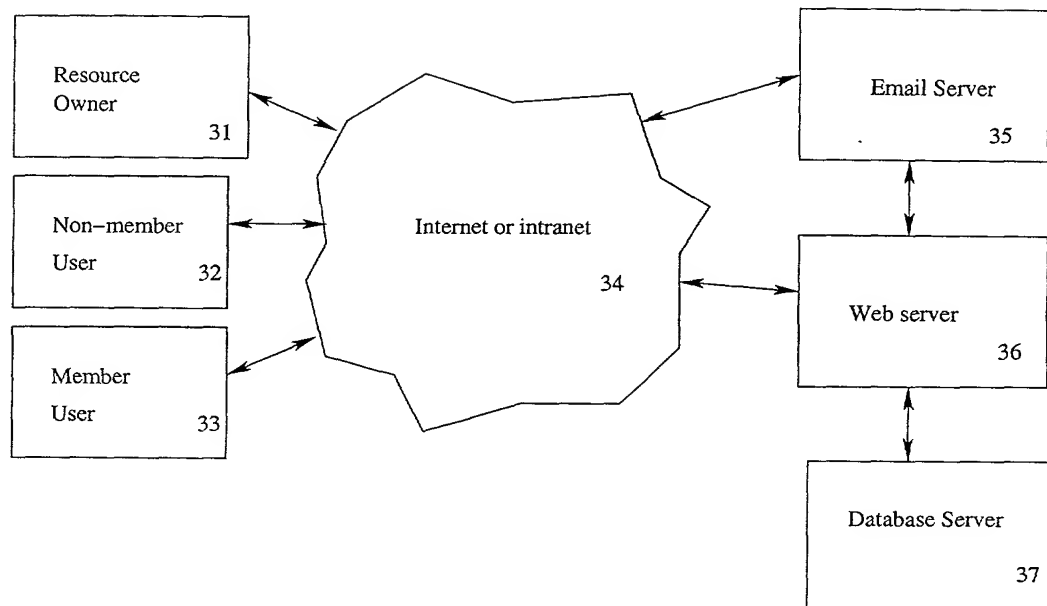 Resource
Owner
31
Non-member
User
32
Member
User
33
Internet or intranet
34
Email Server
35
Web server
36
Database Server
37